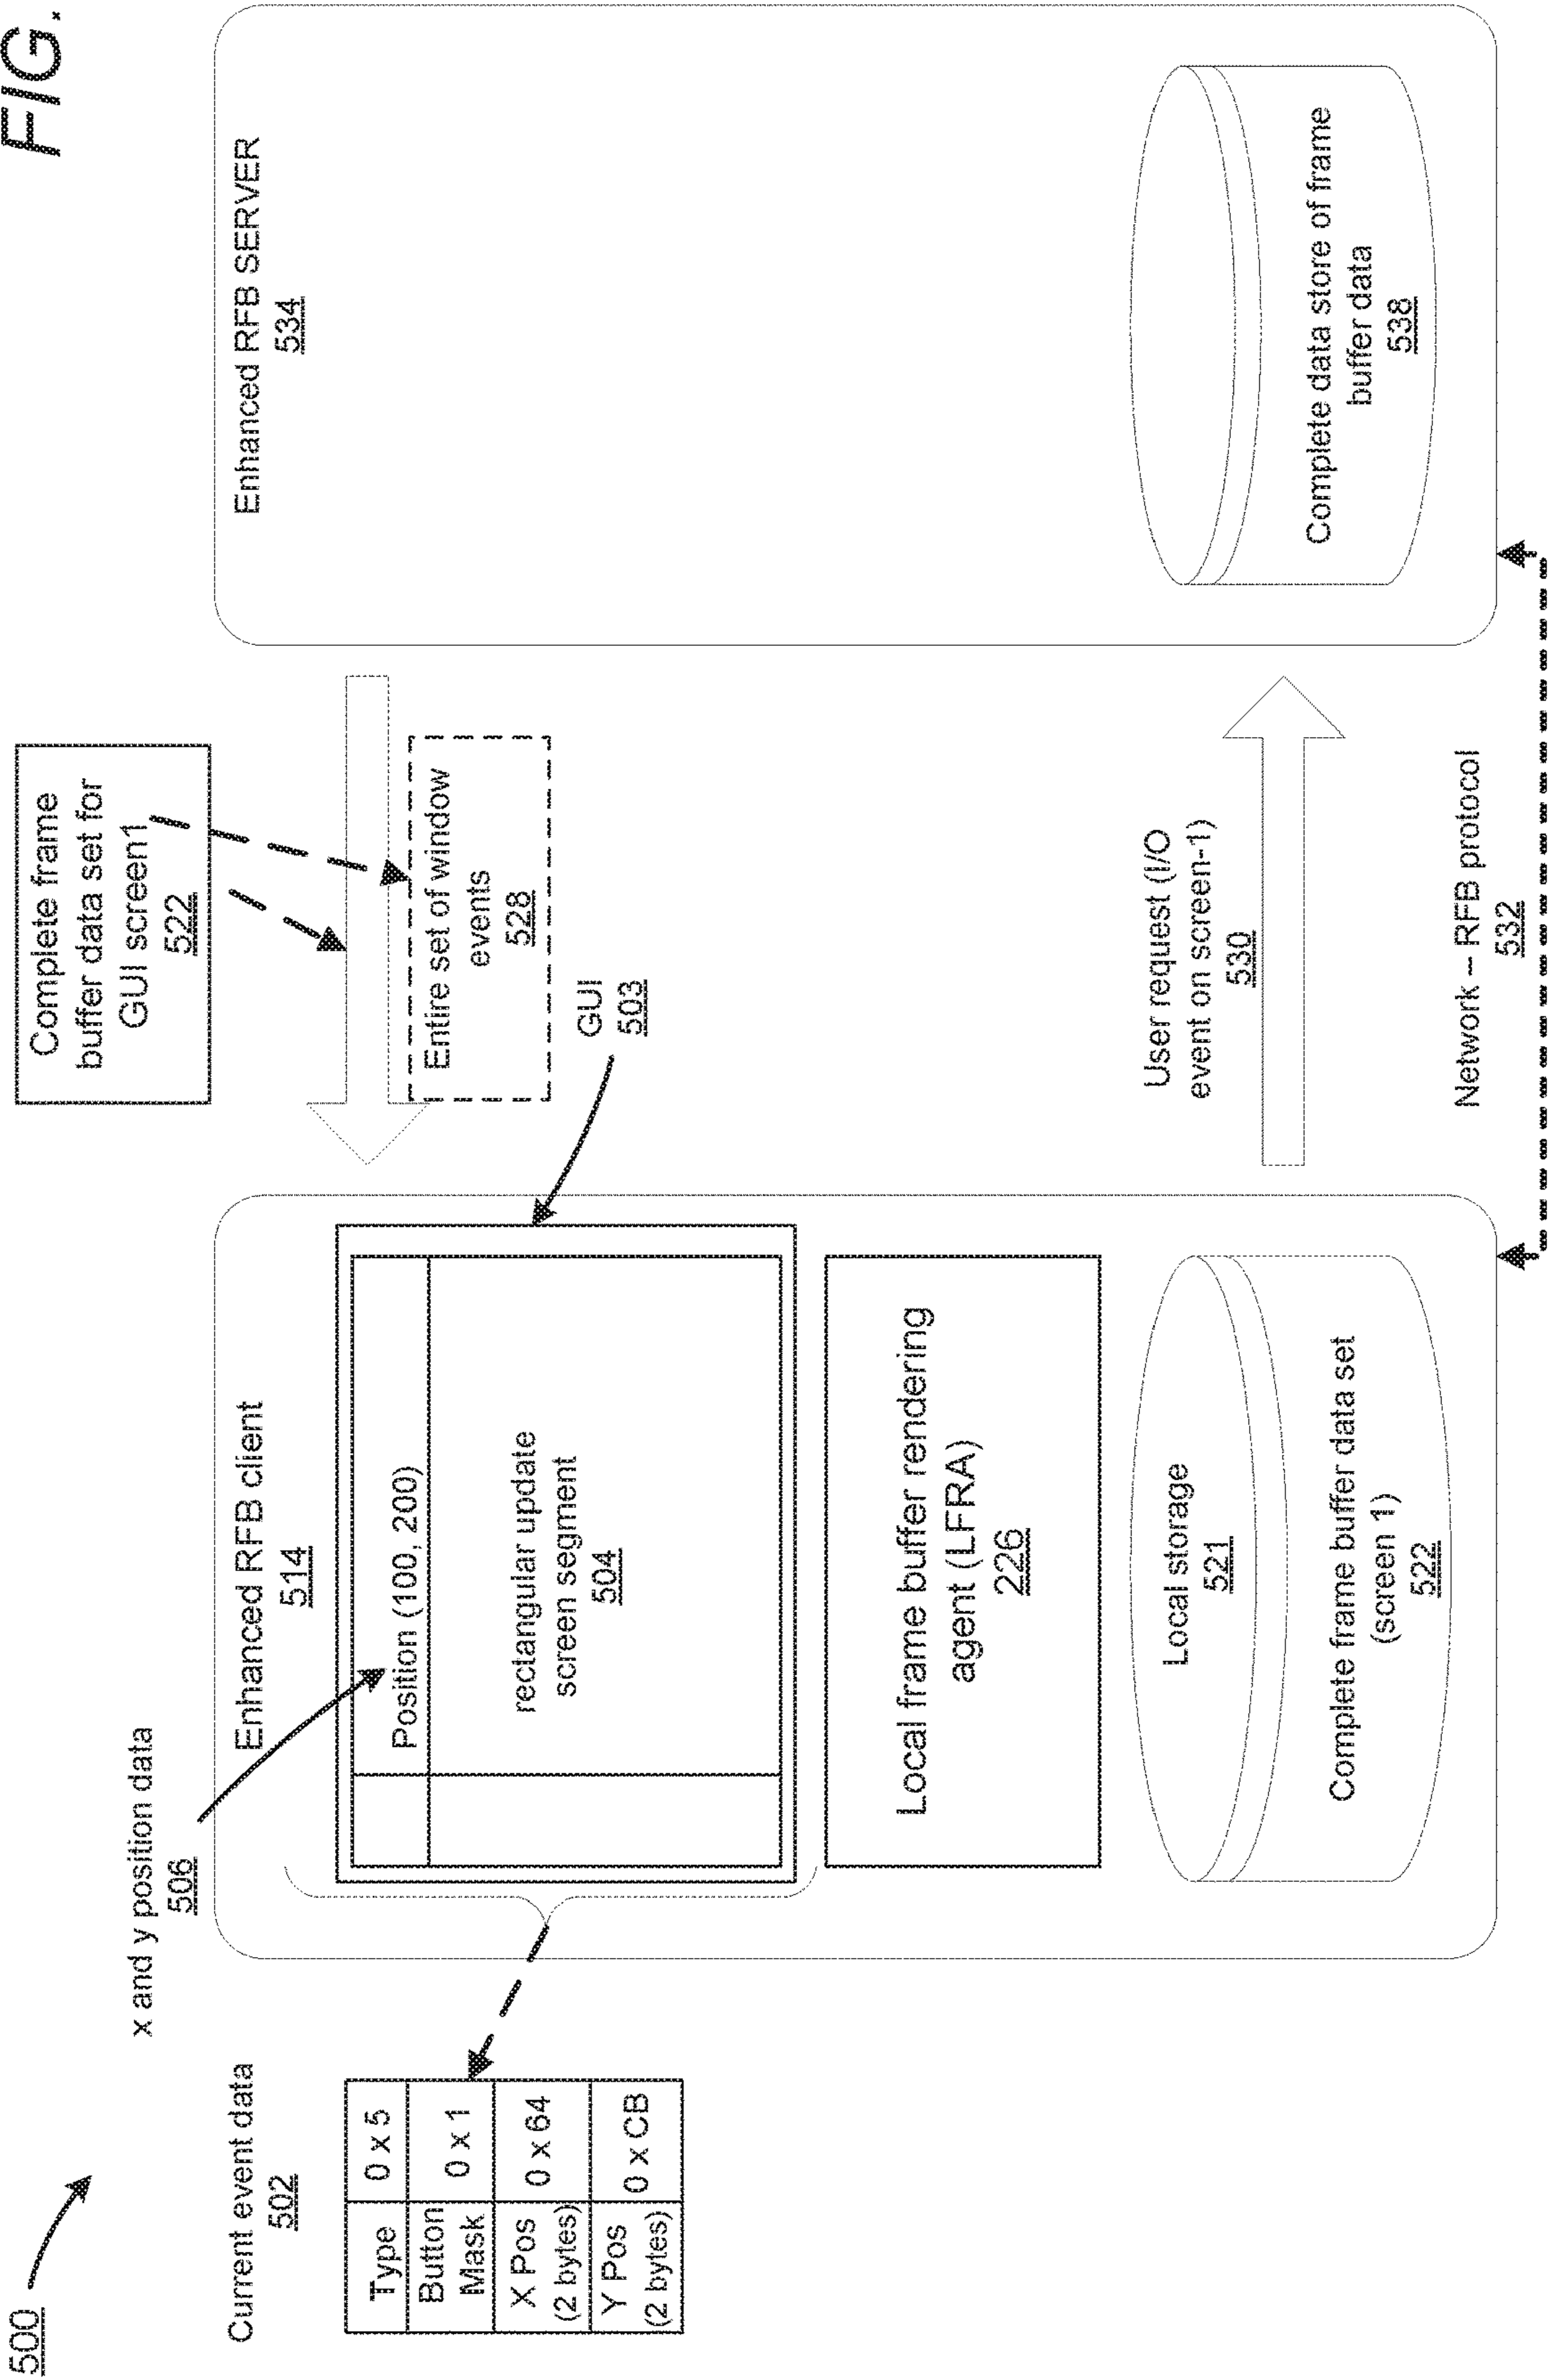 FIG.
500
Current event data
502
Type 0 x 5
Button
Mask 0 x 1
X Pos
(2 bytes) 0 x 64
Y Pos
(2 bytes) 0 x CB
x and y position data
506
Enhanced RFB client
514
Position (100, 200)
rectangular update
screen segment
504
Local frame buffer rendering
agent (LFRA)
226
Local storage
521
Complete frame buffer data set
(screen 1)
522
Complete frame
buffer data set for
GUI screen1
522
Entire set of window
events
528
GUI
503
User request (I/O
event on screen-1)
530
Network – RFB protocol
532
Enhanced RFB SERVER
534
Complete data store of frame
buffer data
538